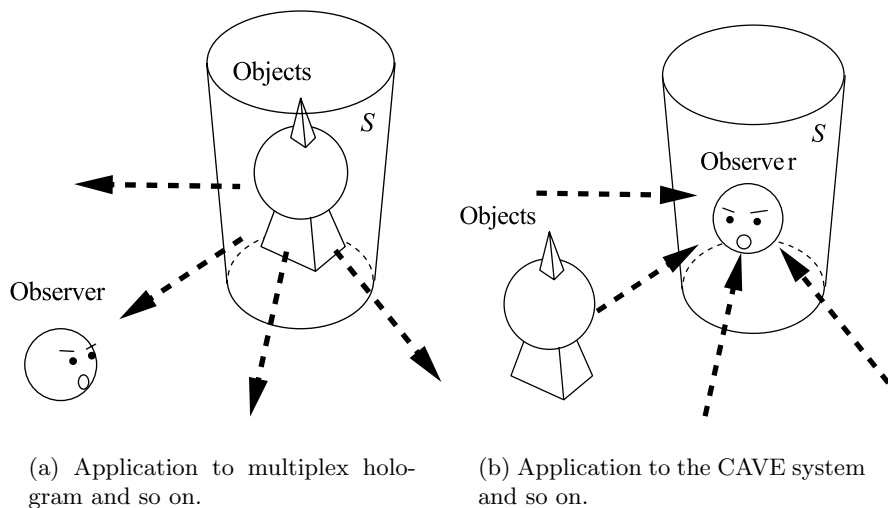 Objects
S
Observer
(a) Application to multiplex holo-
gram and so on.
S
Observe r
Objects
(b) Application to the CAVE system
and so on.